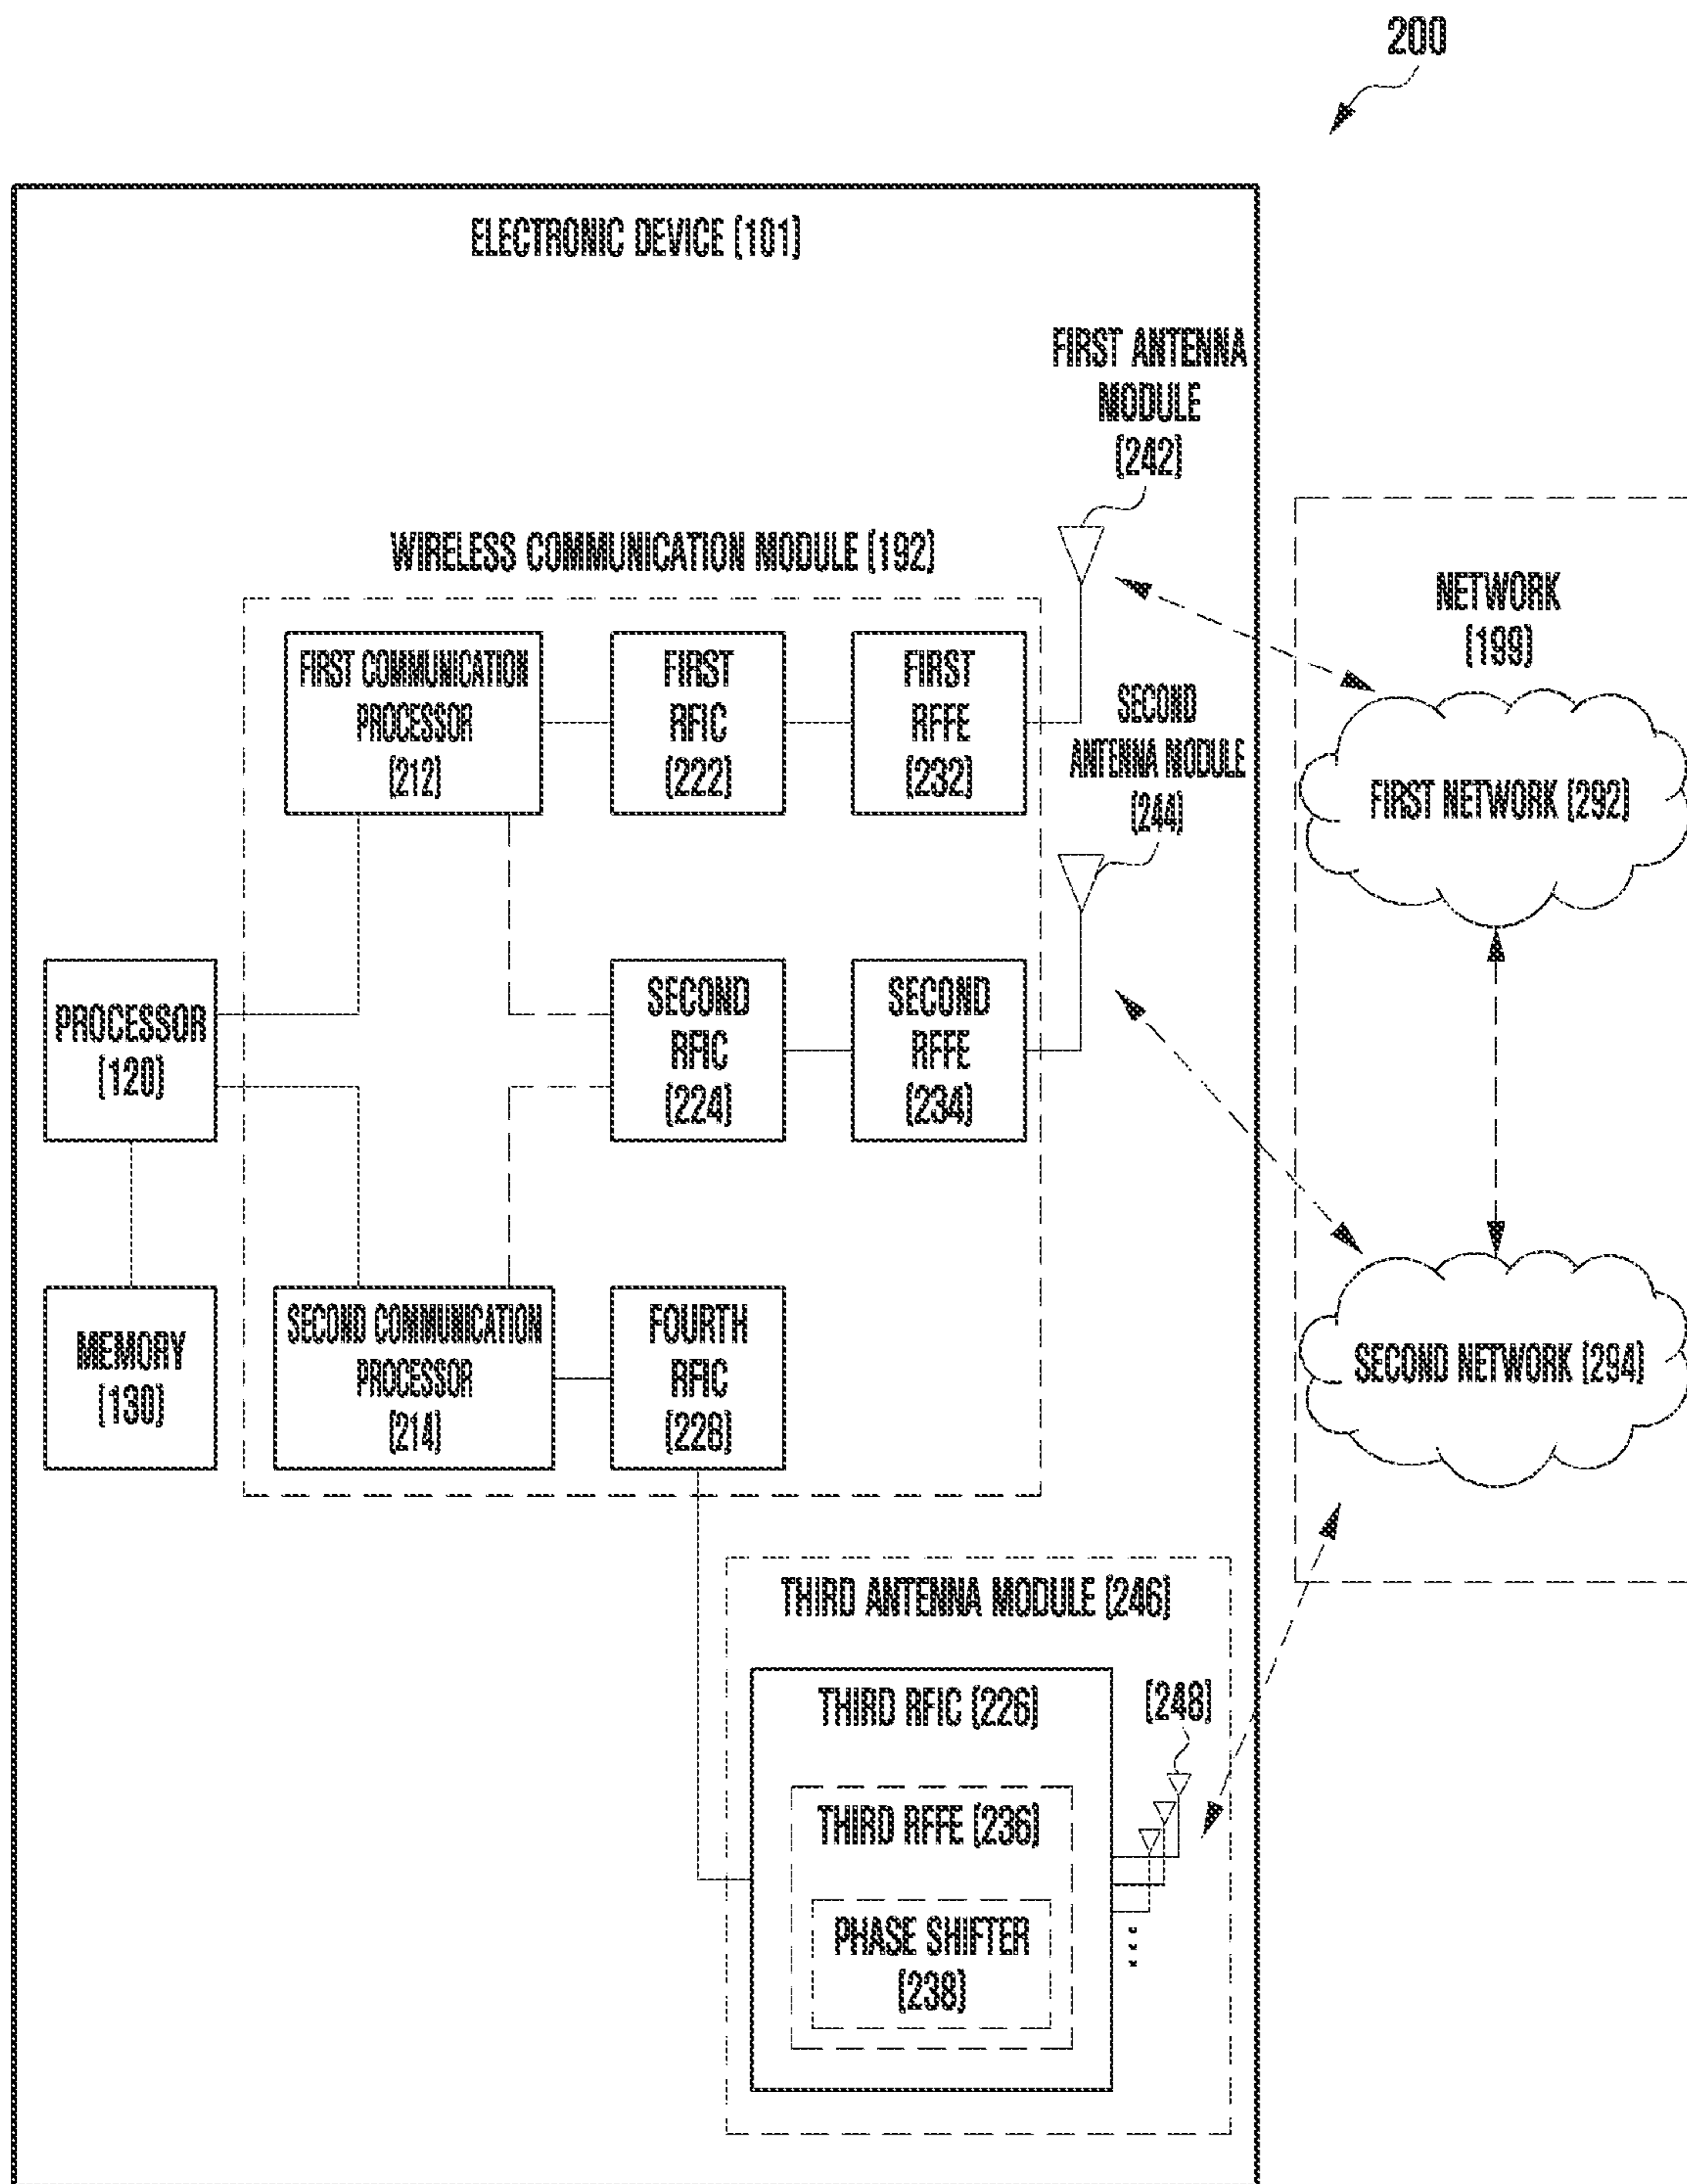 200
ELECTRONIC DEVICE [101]
FIRST ANTENNA
MODULE
[242]
WIRELESS COMMUNICATION MODULE [192]
NETWORK
[199]
FIRST COMMUNICATION
PROCESSOR
[212]
FIRST
RFIC
[222]
FIRST
RFFE
[232]
SECOND
ANTENNA MODULE
[244]
FIRST NETWORK [292]
PROCESSOR
[120]
SECOND
RFIC
[224]
SECOND
RFFE
[234]
MEMORY
[130]
SECOND COMMUNICATION
PROCESSOR
[214]
FOURTH
RFIC
[228]
SECOND NETWORK [294]
THIRD ANTENNA MODULE [246]
THIRD RFIC [226]
[248]
THIRD RFFE [236]
PHASE SHIFTER
[238]